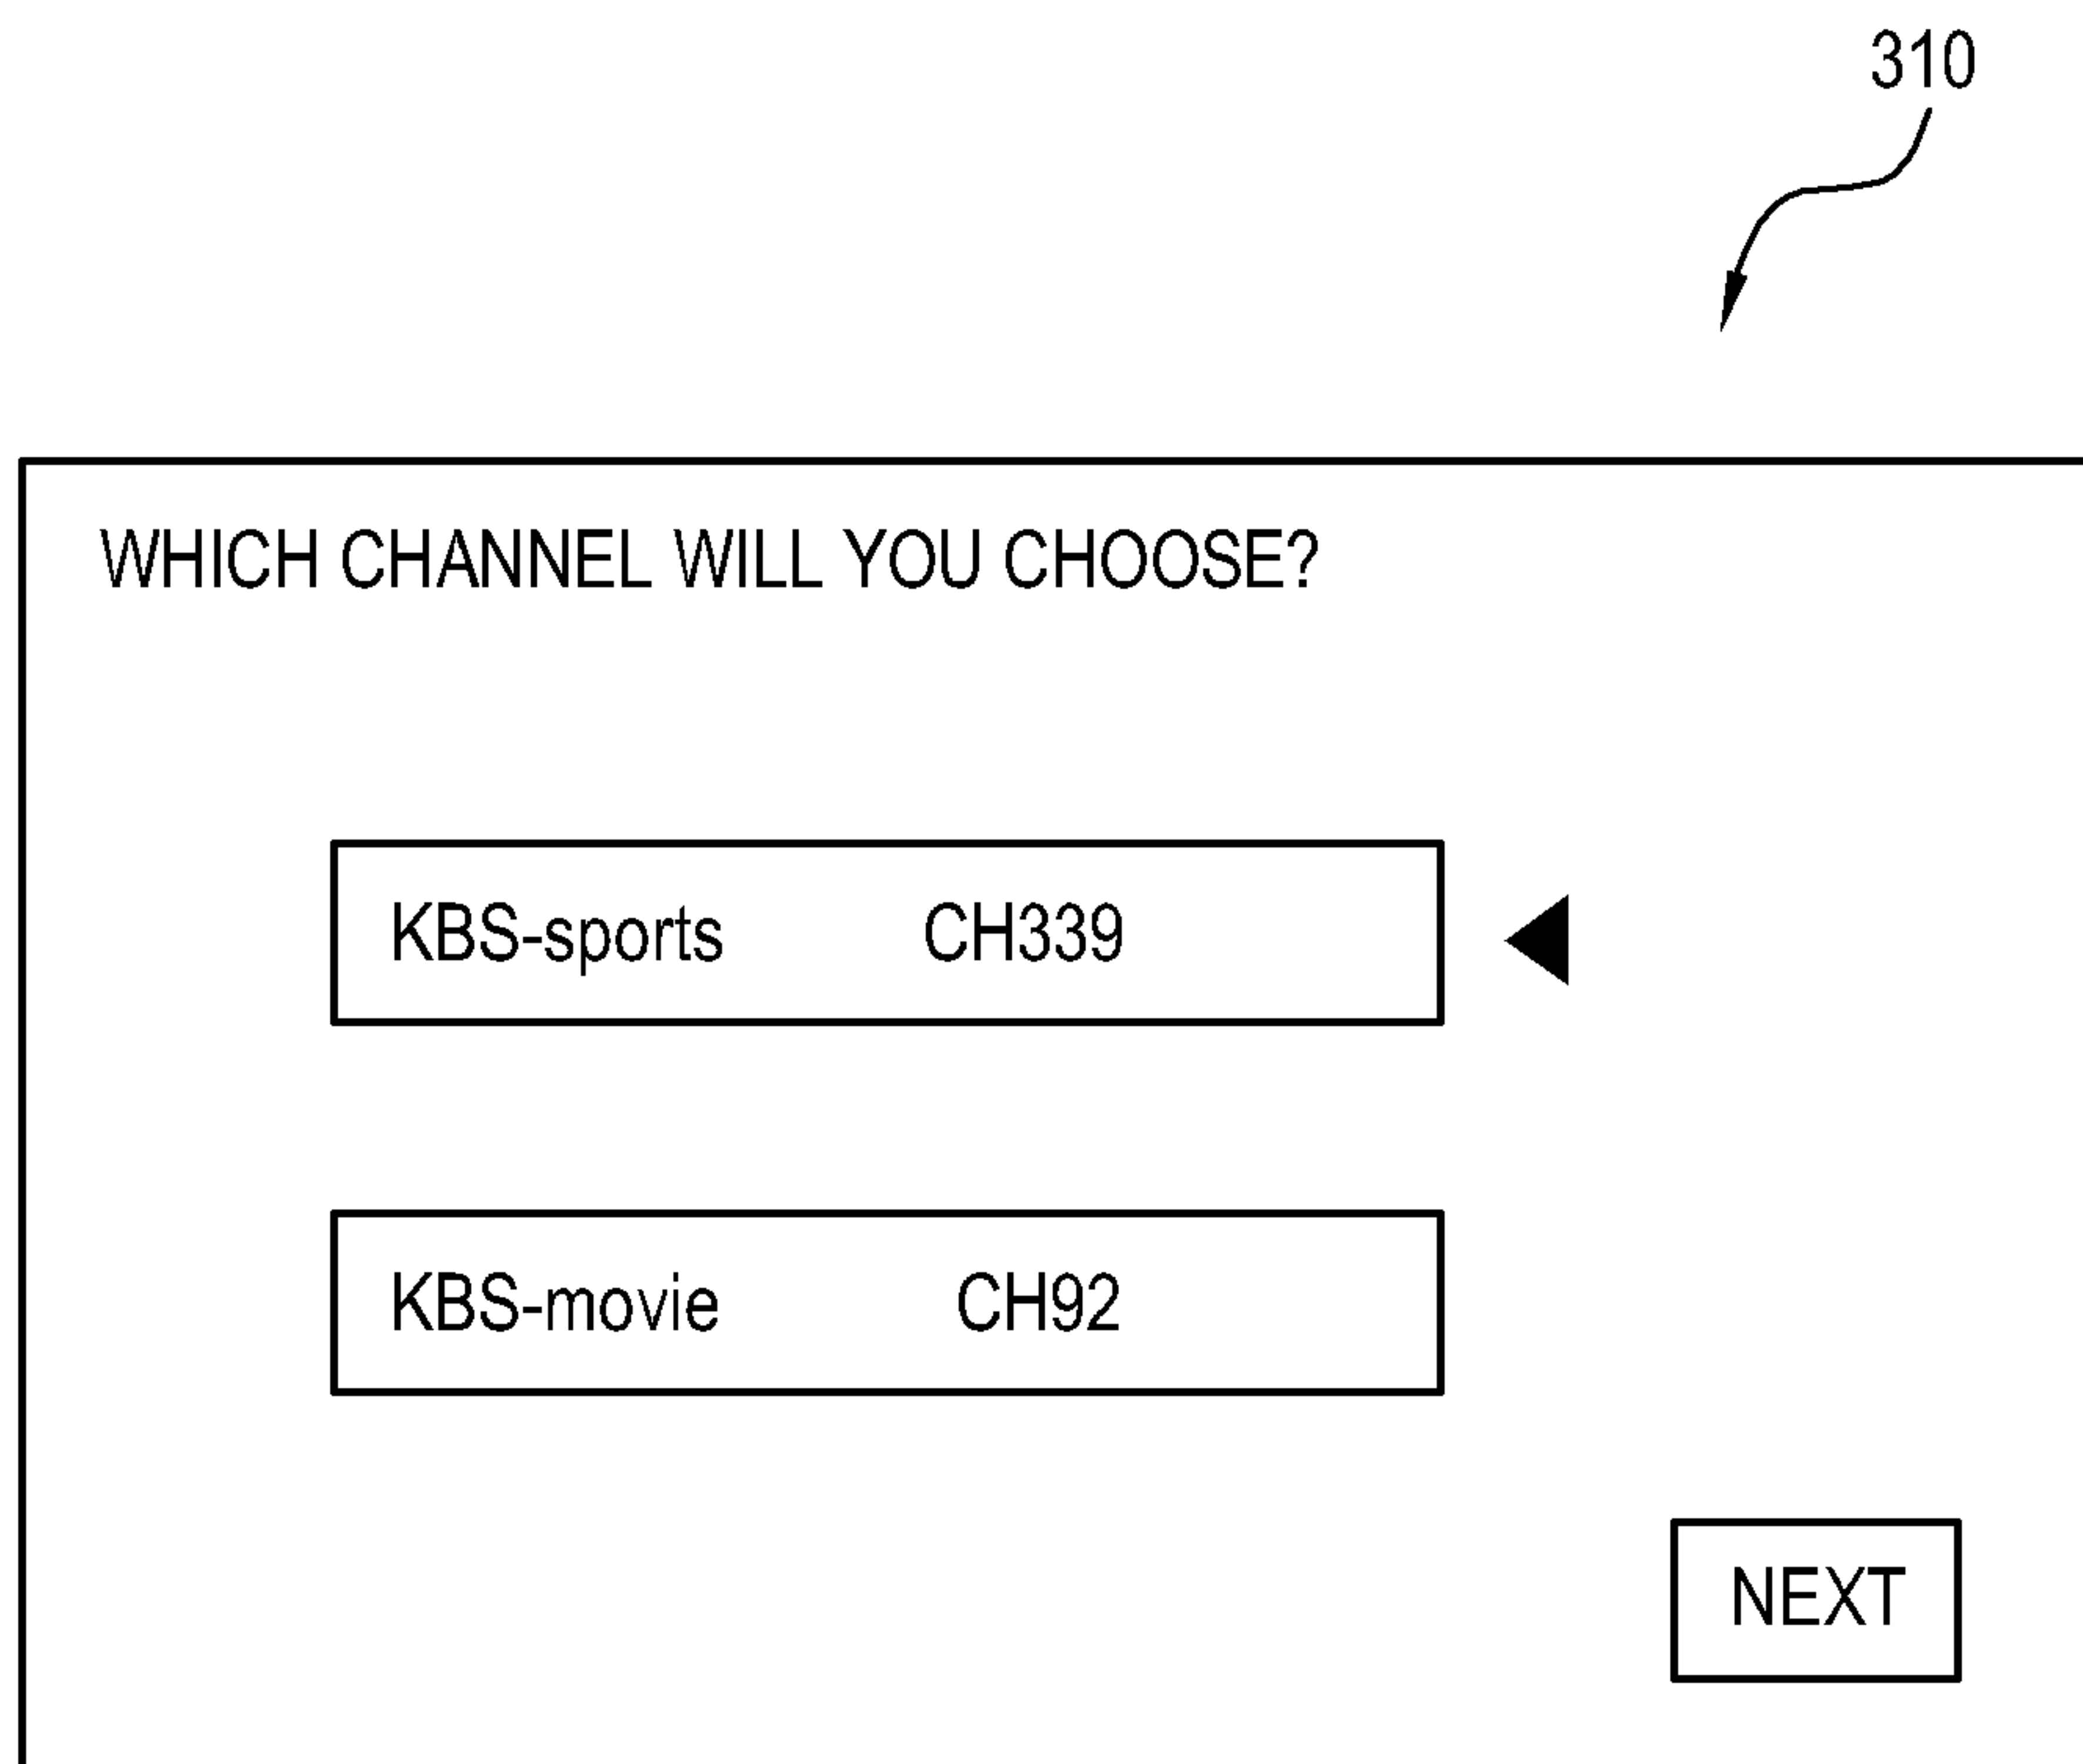 310
WHICH CHANNEL WILL YOU CHOOSE?
KBS-sports CH339
KBS-movie CH92
NEXT